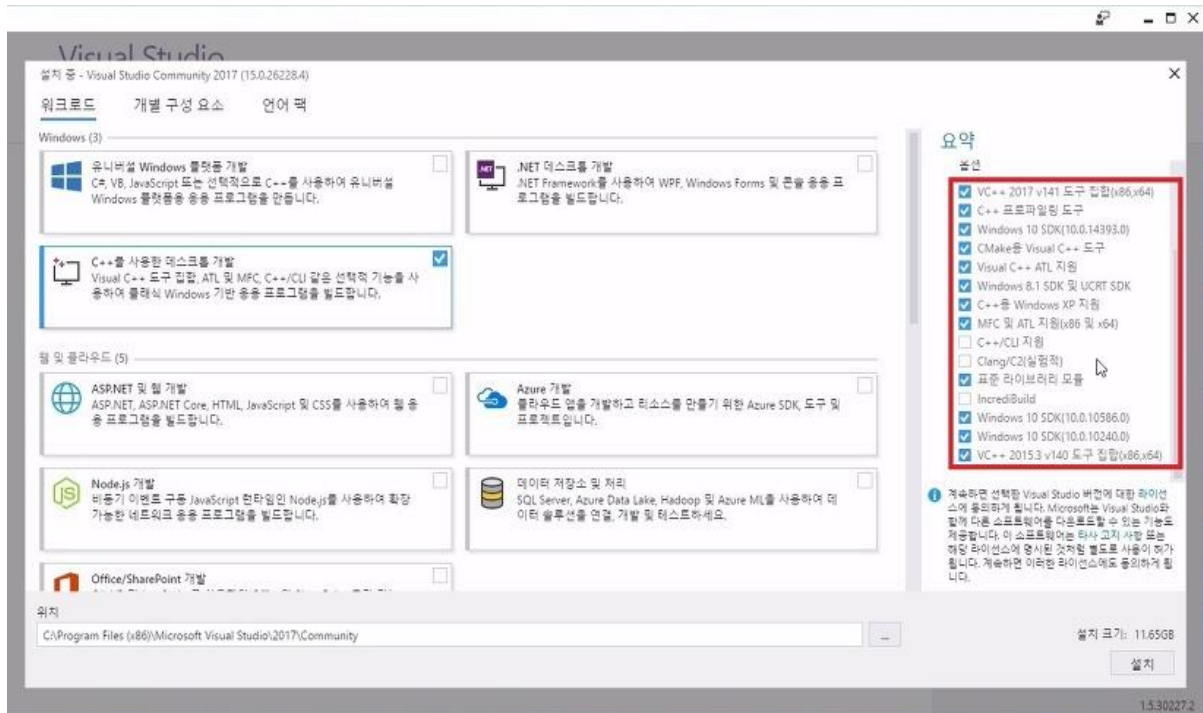 Visual Studio
설치 중 - Visual Studio Community 2017 (15.0.26228.4)
워크로드 개별 구성 요소 언어 팩
Windows (3)
유니버설 Windows 플랫폼 개발
C#, VB, JavaScript 또는 선택적으로 C++를 사용하여 유니버설
Windows 플랫폼용 응용 프로그램을 만듭니다.
.NET 데스크톱 개발
.NET Framework를 사용하여 WPF, Windows Forms 및 콘솔 응용 프
로그램을 빌드합니다.
C++를 사용한 데스크톱 개발
Visual C++ 도구 집합, ATL 및 MFC, C++/CLI 같은 선택적 기능을 사
용하여 클래식 Windows 기반 응용 프로그램을 빌드합니다.
웹 및 클라우드 (5)
ASP.NET 및 웹 개발
ASP.NET, ASP.NET Core, HTML, JavaScript 및 CSS를 사용하여 웹 응
용 프로그램을 빌드합니다.
Azure 개발
클라우드 앱을 개발하고 리소스를 만들기 위한 Azure SDK, 도구 및
프로젝트입니다.
Node.js 개발
비동기 이벤트 구동 JavaScript 런타임인 Node.js를 사용하여 확장
가능한 네트워크 응용 프로그램을 빌드합니다.
데이터 저장소 및 처리
SQL Server, Azure Data Lake, Hadoop 및 Azure ML를 사용하여 데
이터 솔루션을 연결, 개발 및 테스트하세요.
Office/SharePoint 개발
요약
옵션
VC++ 2017 v141 도구 집합(x86,x64)
C++ 프로파일링 도구
Windows 10 SDK(10.0.14393.0)
CMake용 Visual C++ 도구
Visual C++ ATL 지원
Windows 8.1 SDK 및 UCRT SDK
C++용 Windows XP 지원
MFC 및 ATL 지원(x86 및 x64)
C++/CLI 지원
Clang/C2(실험적)
표준 라이브러리 모듈
IncrediBuild
Windows 10 SDK(10.0.10586.0)
Windows 10 SDK(10.0.10240.0)
VC++ 2015.3 v140 도구 집합(x86,x64)
계속하면 선택한 Visual Studio 버전에 대한 라이선
스에 동의하게 됩니다. Microsoft는 Visual Studio와
함께 다른 소프트웨어를 다운로드할 수 있는 기능도
제공합니다. 이 소프트웨어는 타사 고지 사항 또는
해당 라이선스에 명시된 것처럼 별도로 사용이 허가
됩니다. 계속하면 이러한 라이선스에도 동의하게 됩
니다.
위치
C:\Program Files (x86)\Microsoft Visual Studio\2017\Community
...
설치 크기: 11.65GB
설치
1.5.30227.2